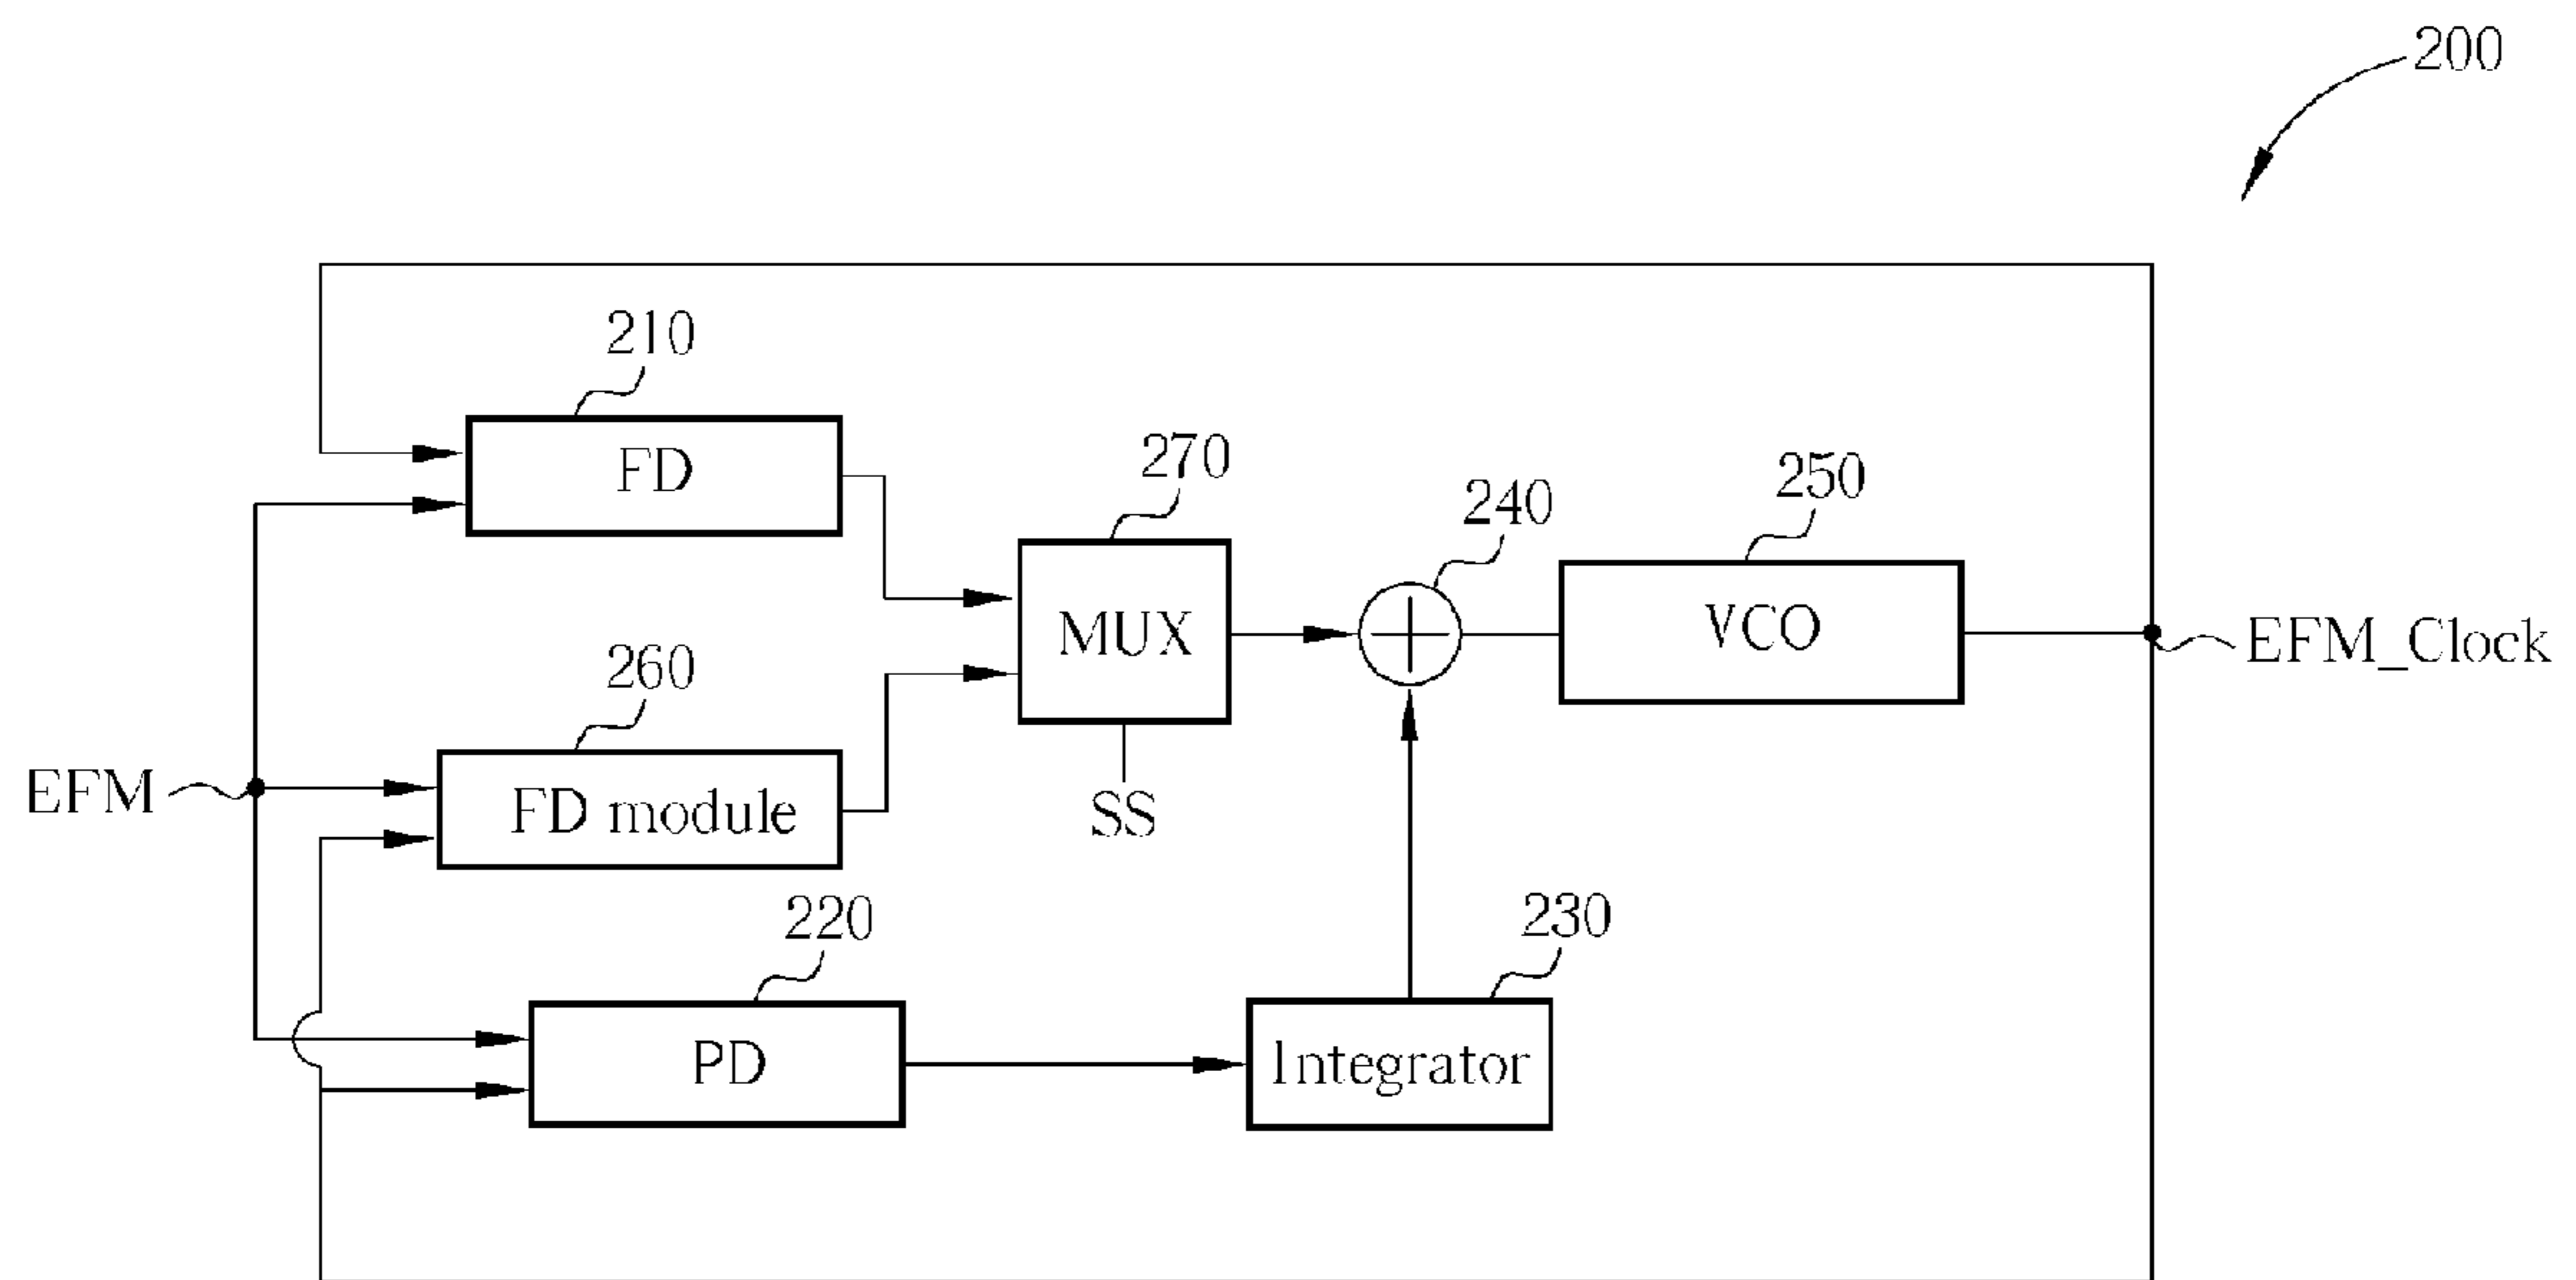 200
210
FD
270
MUX
SS
240
250
VCO
EFM_Clock
260
FD module
EFM
220
PD
230
Integrator